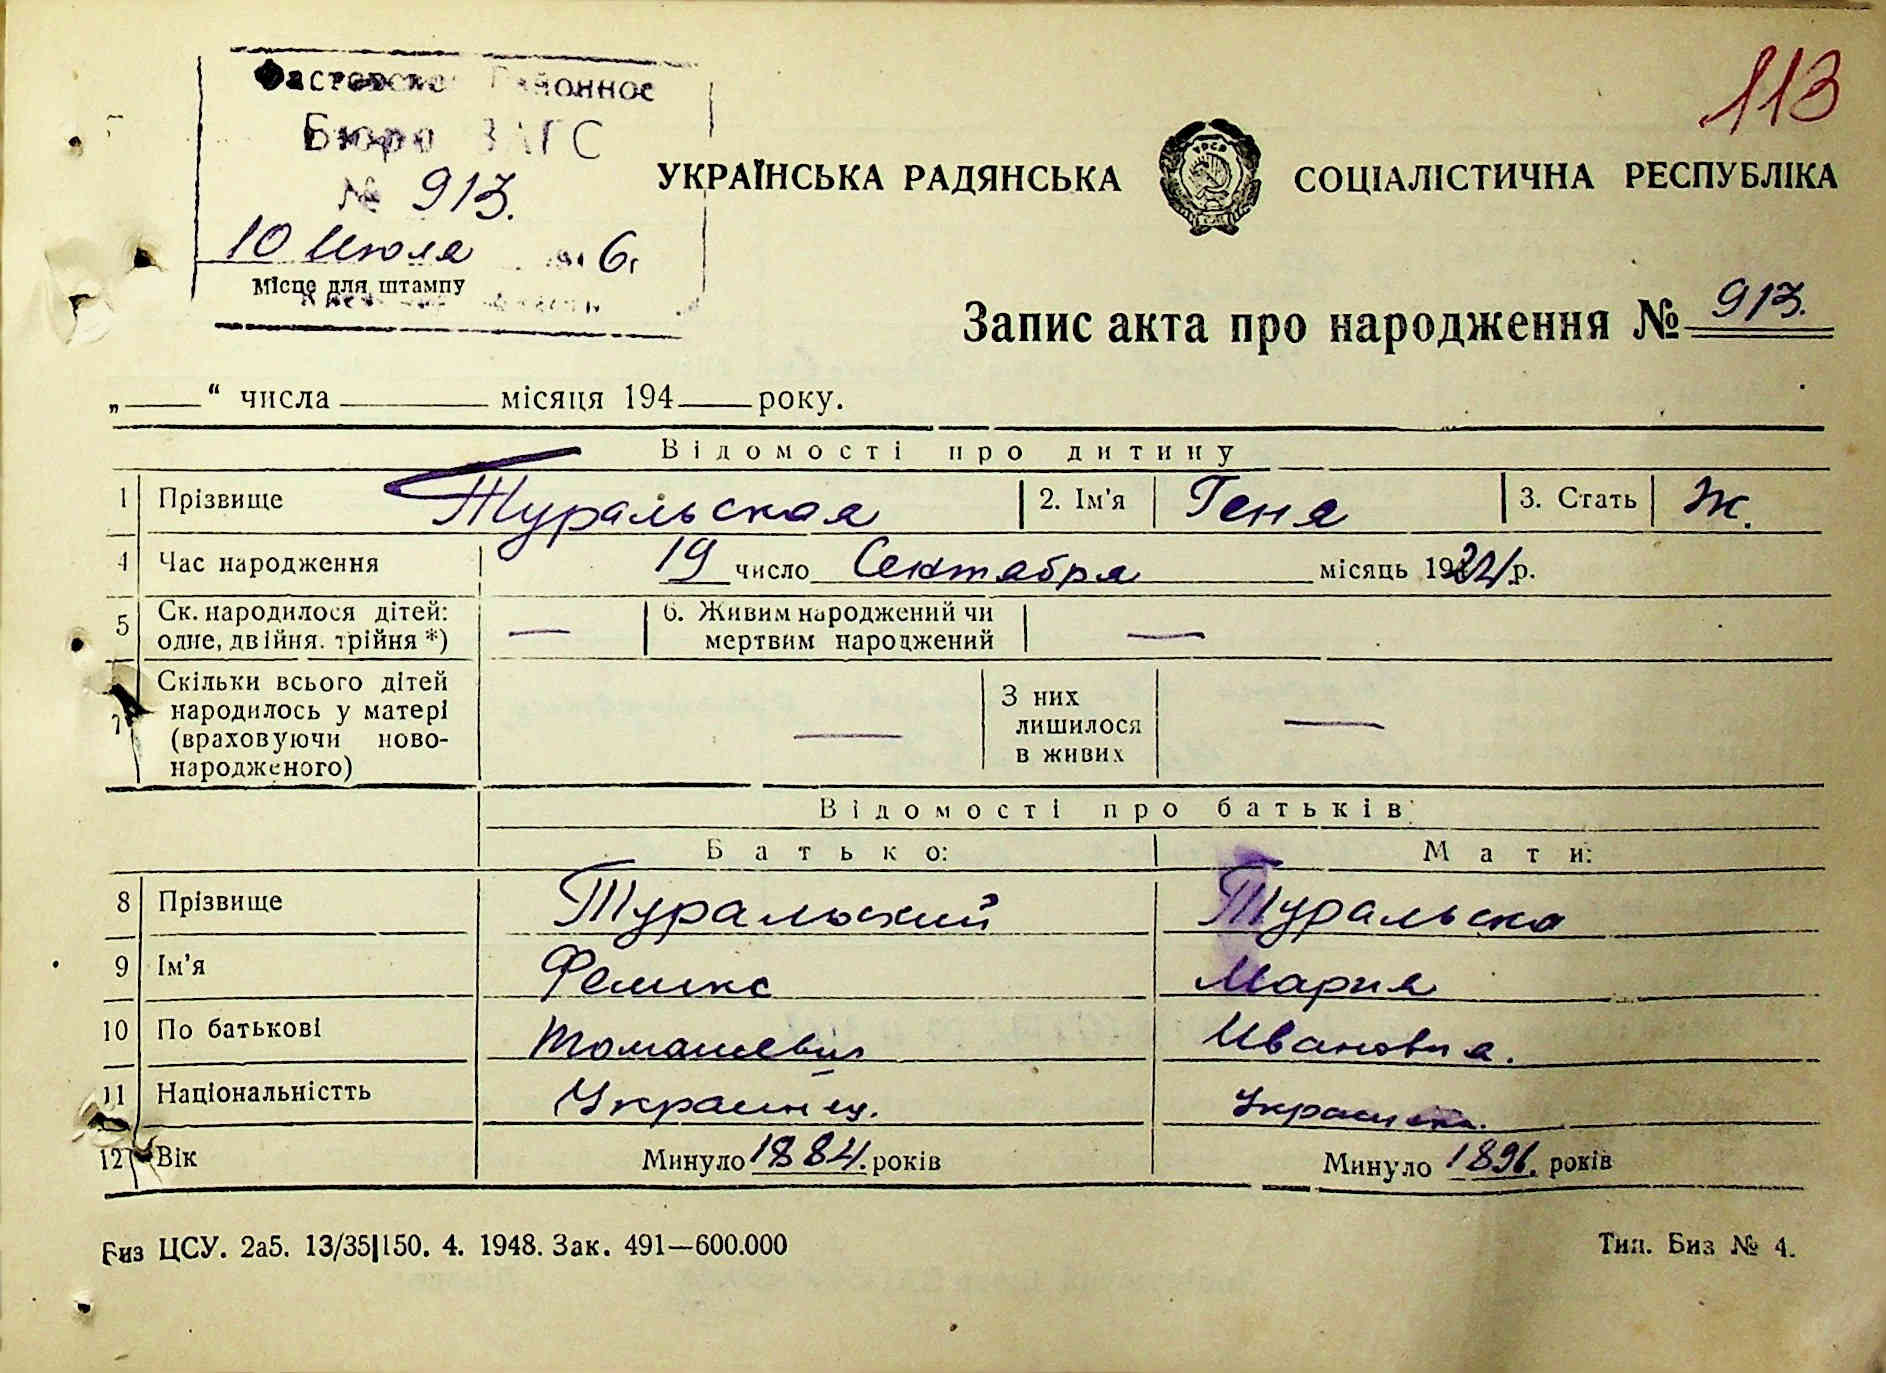 113
Районное
Бюро ЗАГС
№ 913.
10 Июля 6г
Місце для штампу
УКРАЇНСЬКА РАДЯНСЬКА СОЦІАЛІСТИЧНА РЕСПУБЛІКА
УРСР
Запис акта про народження № 913.
„ “ числа місяця 194 року.
Відомості про дитину
1 Прізвище Туральская 2. Ім'я Геня 3. Стать Ж.
4 Час народження 19 число Сентября місяць 1924 р.
5 Ск. народилося дітей: одне, двійня. трійня *) — 6. Живим народжений чи мертвим народжений —
7 Скільки всього дітей народилось у матері (враховуючи ново-народженого) — З них лишилося в живих —
Відомості про батьків:
Батько: Мати:
8 Прізвище Туральский Туральска
9 Ім'я Феликс Мария
10 По батькові Томашевич Ивановна.
11 Національністть Украинец. Украинка.
12 Вік Минуло 1884. років Минуло 1896. років
Биз ЦСУ. 2а5. 13/35|150. 4. 1948. Зак. 491—600.000 Тип. Биз № 4.